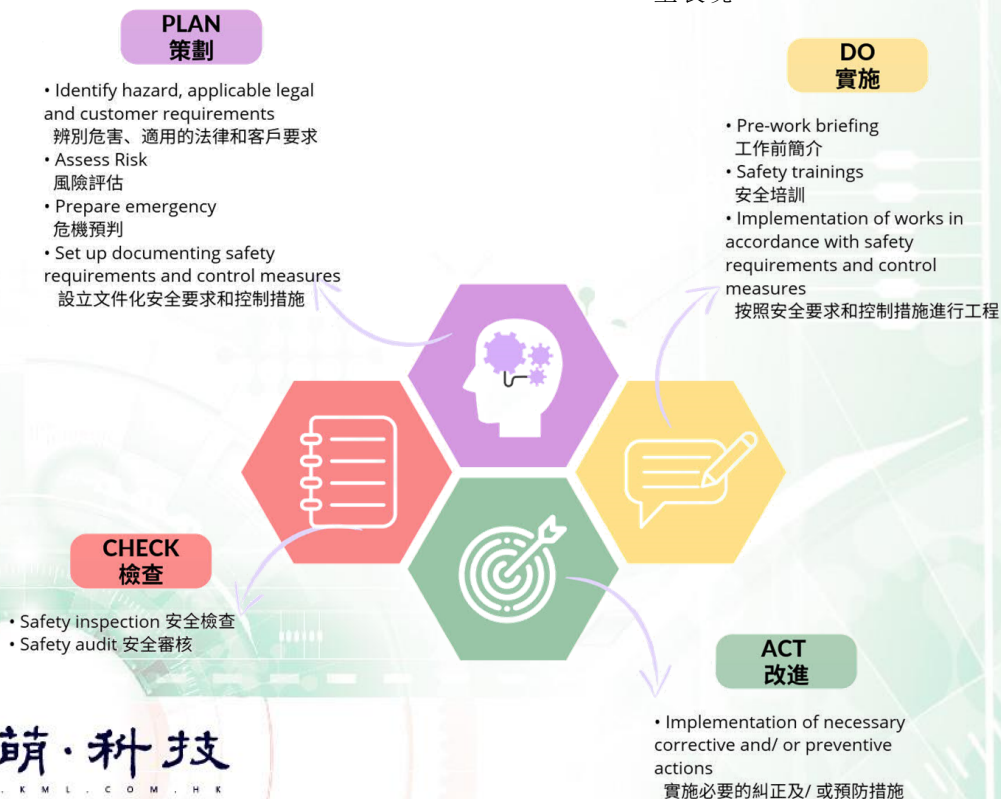 PLAN
策劃
• Identify hazard, applicable legal
and customer requirements
辨別危害、適用的法律和客戶要求
• Assess Risk
風險評估
• Prepare emergency
危機預判
• Set up documenting safety
requirements and control measures
設立文件化安全要求和控制措施
DO
實施
• Pre-work briefing
工作前簡介
• Safety trainings
安全培訓
• Implementation of works in
accordance with safety
requirements and control
measures
按照安全要求和控制措施進行工程
CHECK
檢查
• Safety inspection 安全檢查
• Safety audit 安全審核
ACT
改進
• Implementation of necessary
corrective and/ or preventive
actions
實施必要的糾正及/ 或預防措施
萌·科技
.KML.COM.HK